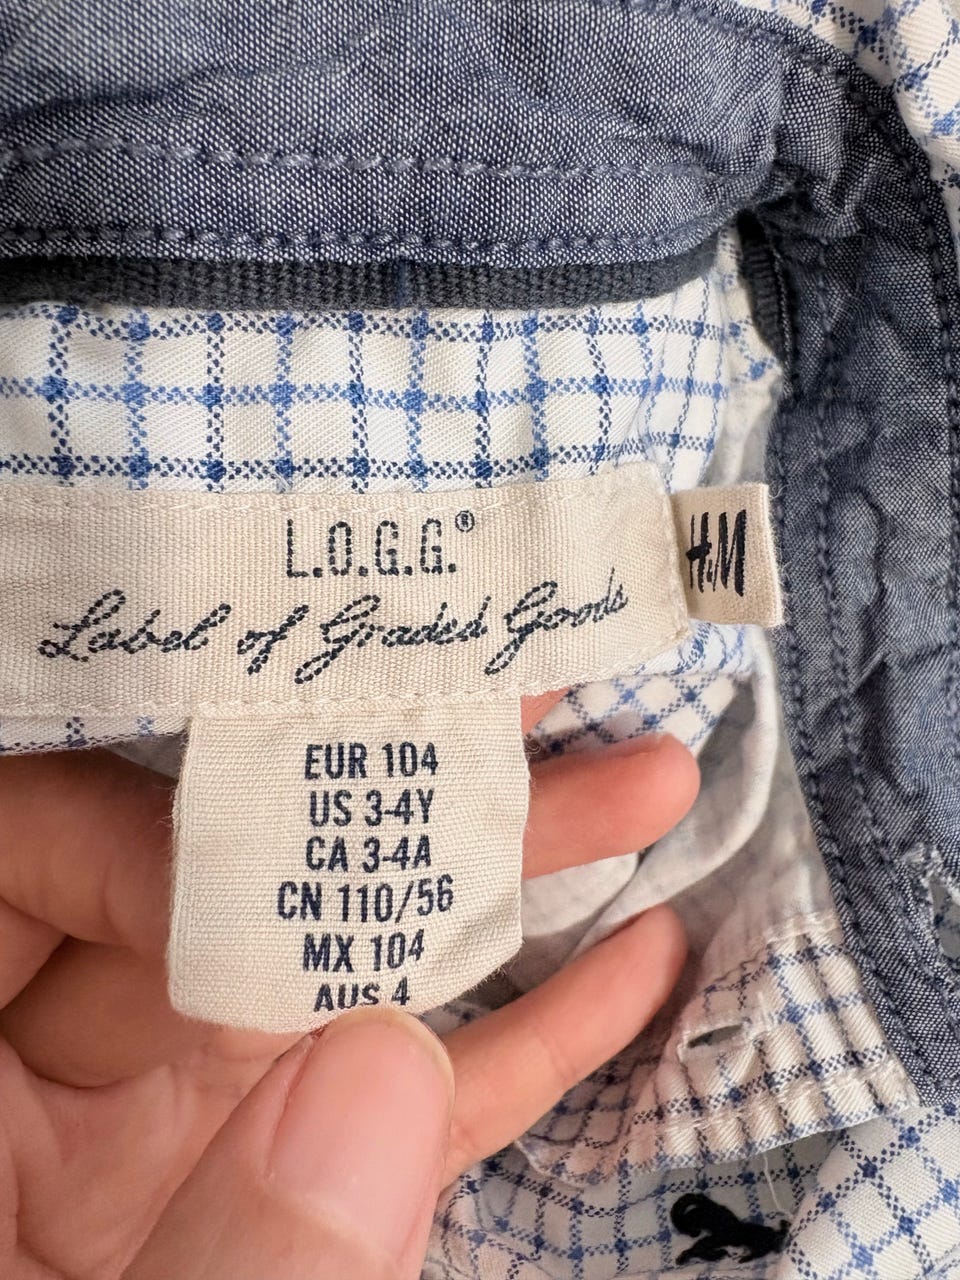 L.O.G.G.®
Label of Graded Goods
H&M
EUR 104
US 3-4Y
CA 3-4A
CN 110/56
MX 104
AUS 4